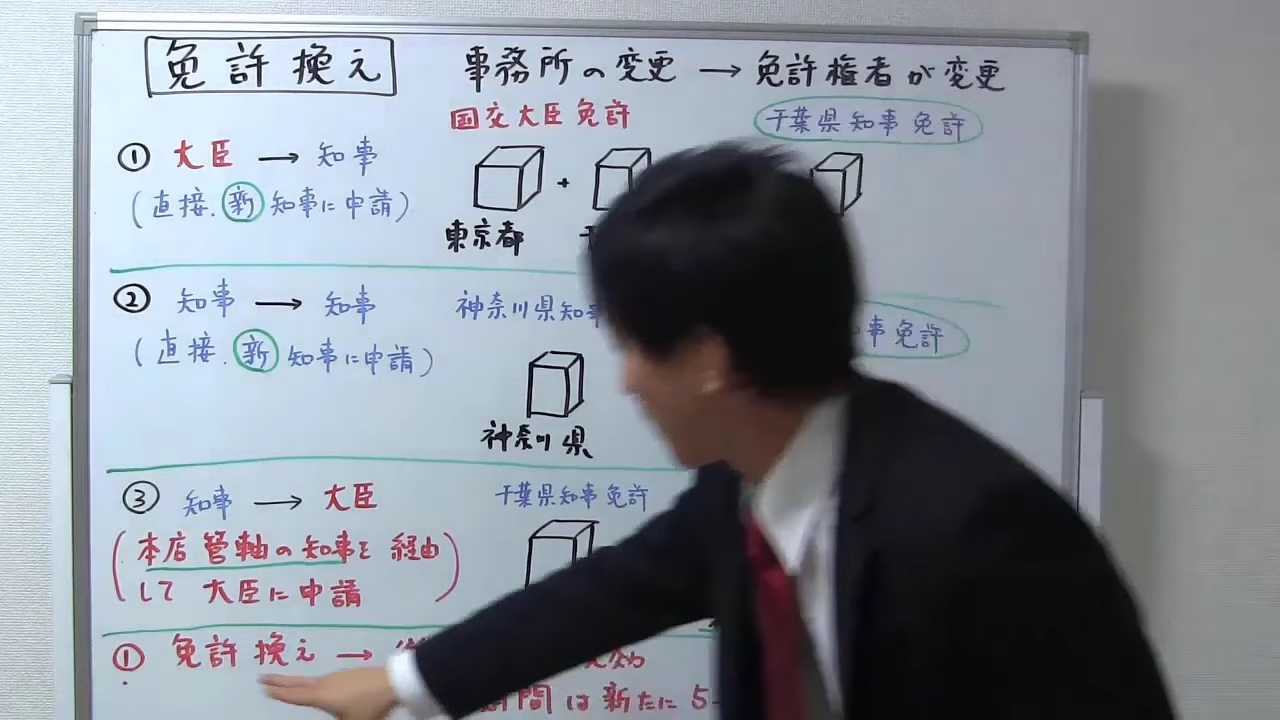 免許換え 事務所の変更 → 免許権者が変更
国交大臣免許 千葉県知事免許
① 大臣 → 知事
(直接、新知事に申請)
+
東京都
② 知事 → 知事 神奈川県知事 事免許
(直接、新知事に申請)
神奈川県
③ 知事 → 大臣 千葉県知事免許
(本店管轄の知事を経由
して大臣に申請)
! 免許換え → 失効
間は新たに5